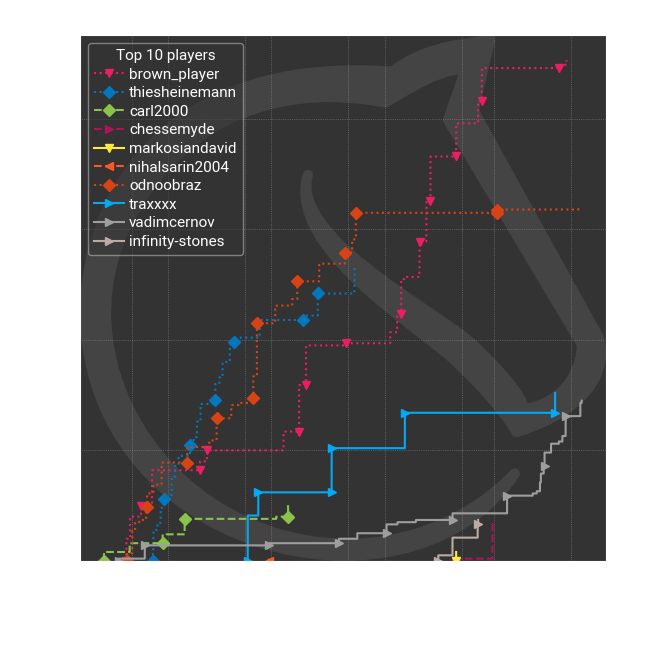 Top 10 players
brown_player
thiesheinemann
carl2000
chessemyde
markosiandavid
nihalsarin2004
odnoobraz
traxxxx
vadimcernov
infinity-stones